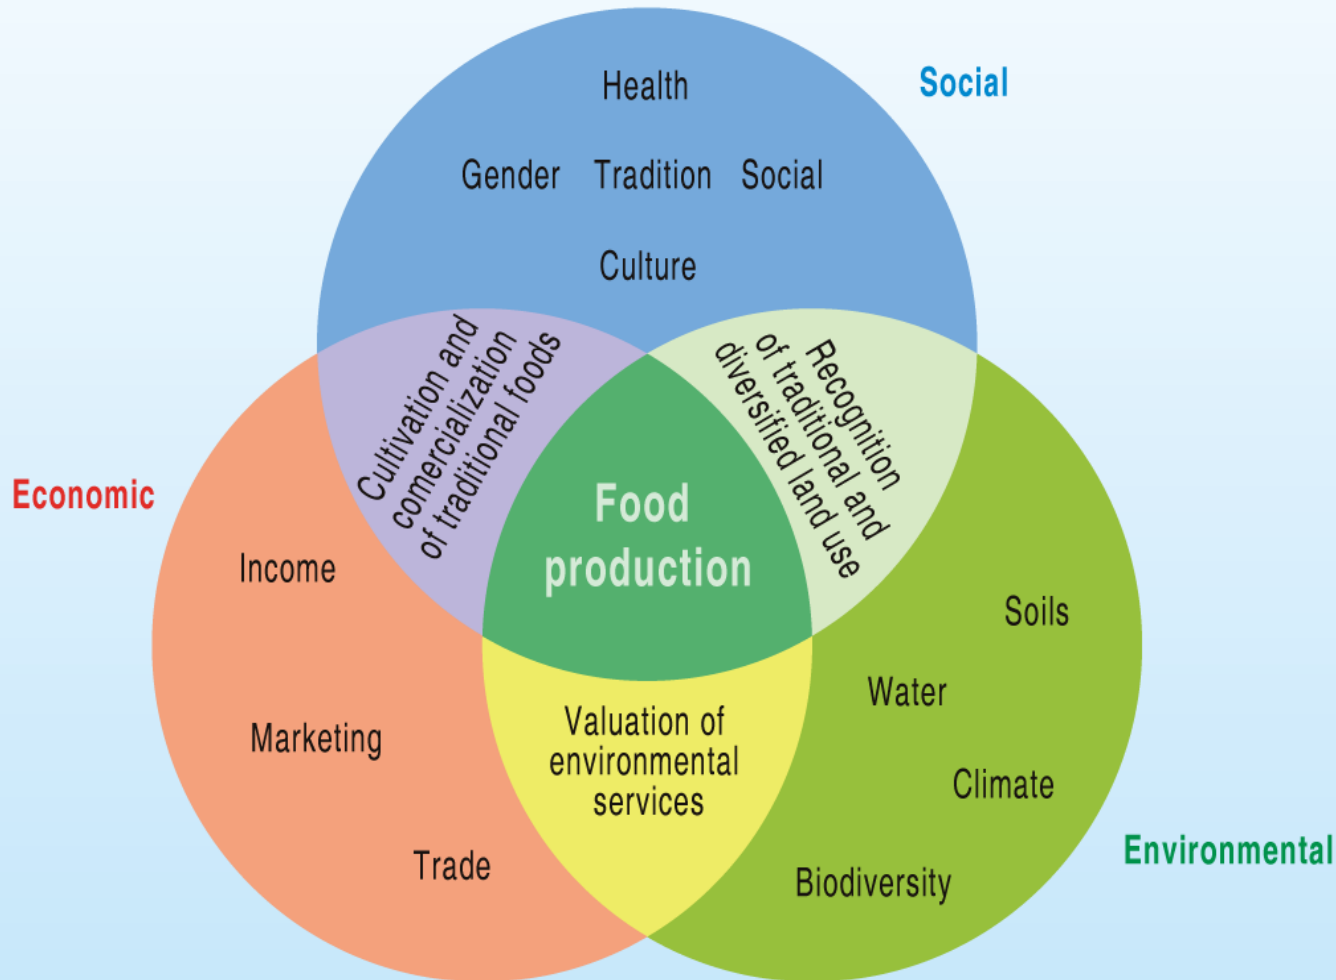 Health
Social
Gender Tradition Social
Culture
Cultivation and
comercialization
of traditional foods
Recognition
of traditional and
diversified land use
Economic
Food
production
Income
Soils
Water
Marketing
Valuation of
environmental
services
Climate
Trade
Environmental
Biodiversity